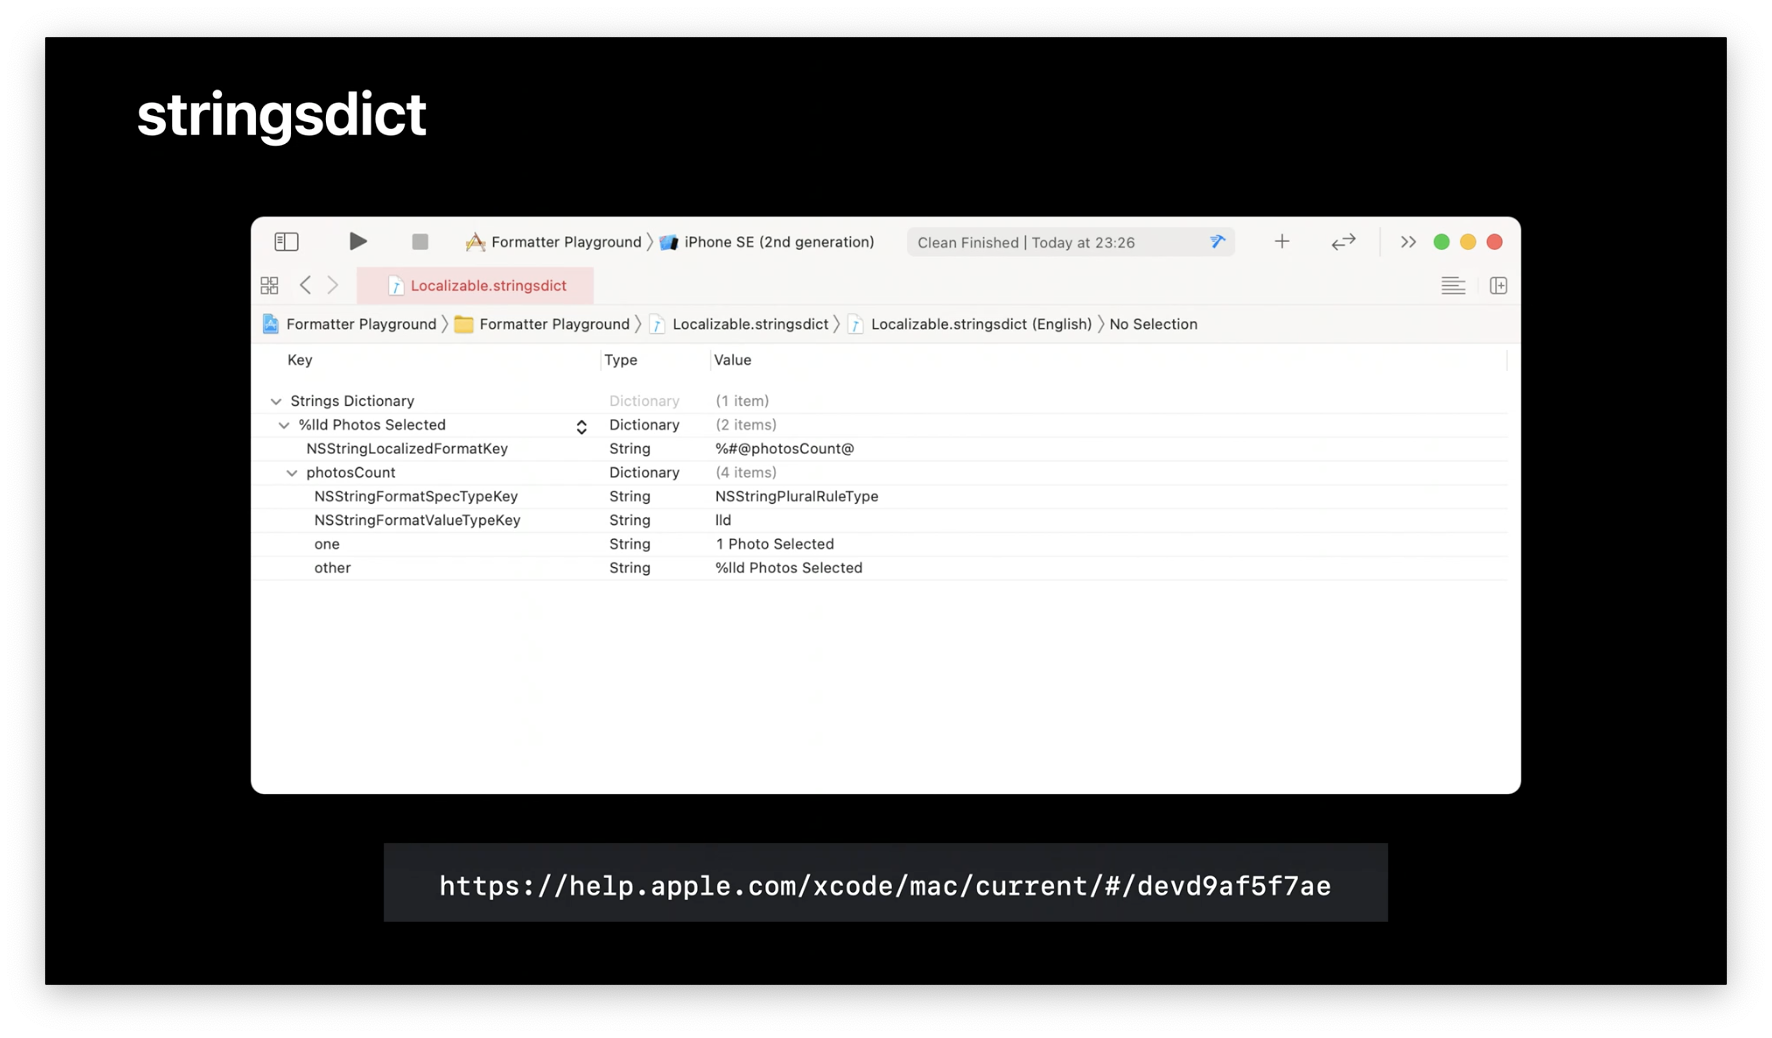 stringsdict
Formatter Playground 〉 iPhone SE (2nd generation) Clean Finished | Today at 23:26
Localizable.stringsdict
Formatter Playground 〉 Formatter Playground 〉 Localizable.stringsdict 〉 Localizable.stringsdict (English) 〉 No Selection
Key Type Value
Strings Dictionary Dictionary (1 item)
%lld Photos Selected Dictionary (2 items)
NSStringLocalizedFormatKey String %#@photosCount@
photosCount Dictionary (4 items)
NSStringFormatSpecTypeKey String NSStringPluralRuleType
NSStringFormatValueTypeKey String lld
one String 1 Photo Selected
other String %lld Photos Selected
https://help.apple.com/xcode/mac/current/#/devd9af5f7ae